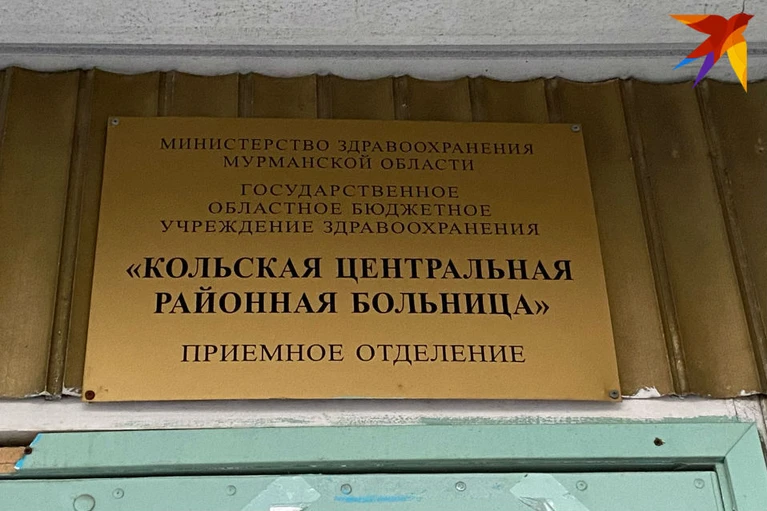 МИНИСТЕРСТВО ЗДРАВООХРАНЕНИЯ
МУРМАНСКОЙ ОБЛАСТИ
ГОСУДАРСТВЕННОЕ
ОБЛАСТНОЕ БЮДЖЕТНОЕ
УЧРЕЖДЕНИЕ ЗДРАВООХРАНЕНИЯ
«КОЛЬСКАЯ ЦЕНТРАЛЬНАЯ
РАЙОННАЯ БОЛЬНИЦА»
ПРИЕМНОЕ ОТДЕЛЕНИЕ